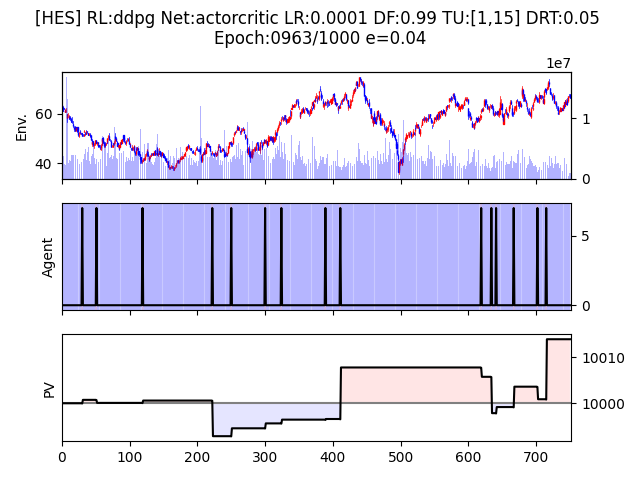 [HES] RL:ddpg Net:actorcritic LR:0.0001 DF:0.99 TU:[1,15] DRT:0.05
Epoch:0963/1000 e=0.04
1e7
Env.
60
40
1
0
Agent
5
0
PV
10010
10000
0 100 200 300 400 500 600 700